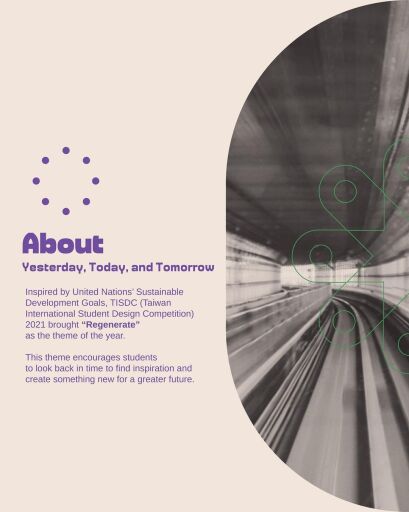 About
Yesterday, Today, and Tomorrow
Inspired by United Nations' Sustainable
Development Goals, TISDC (Taiwan
International Student Design Competition)
2021 brought “Regenerate”
as the theme of the year.
This theme encourages students
to look back in time to find inspiration and
create something new for a greater future.